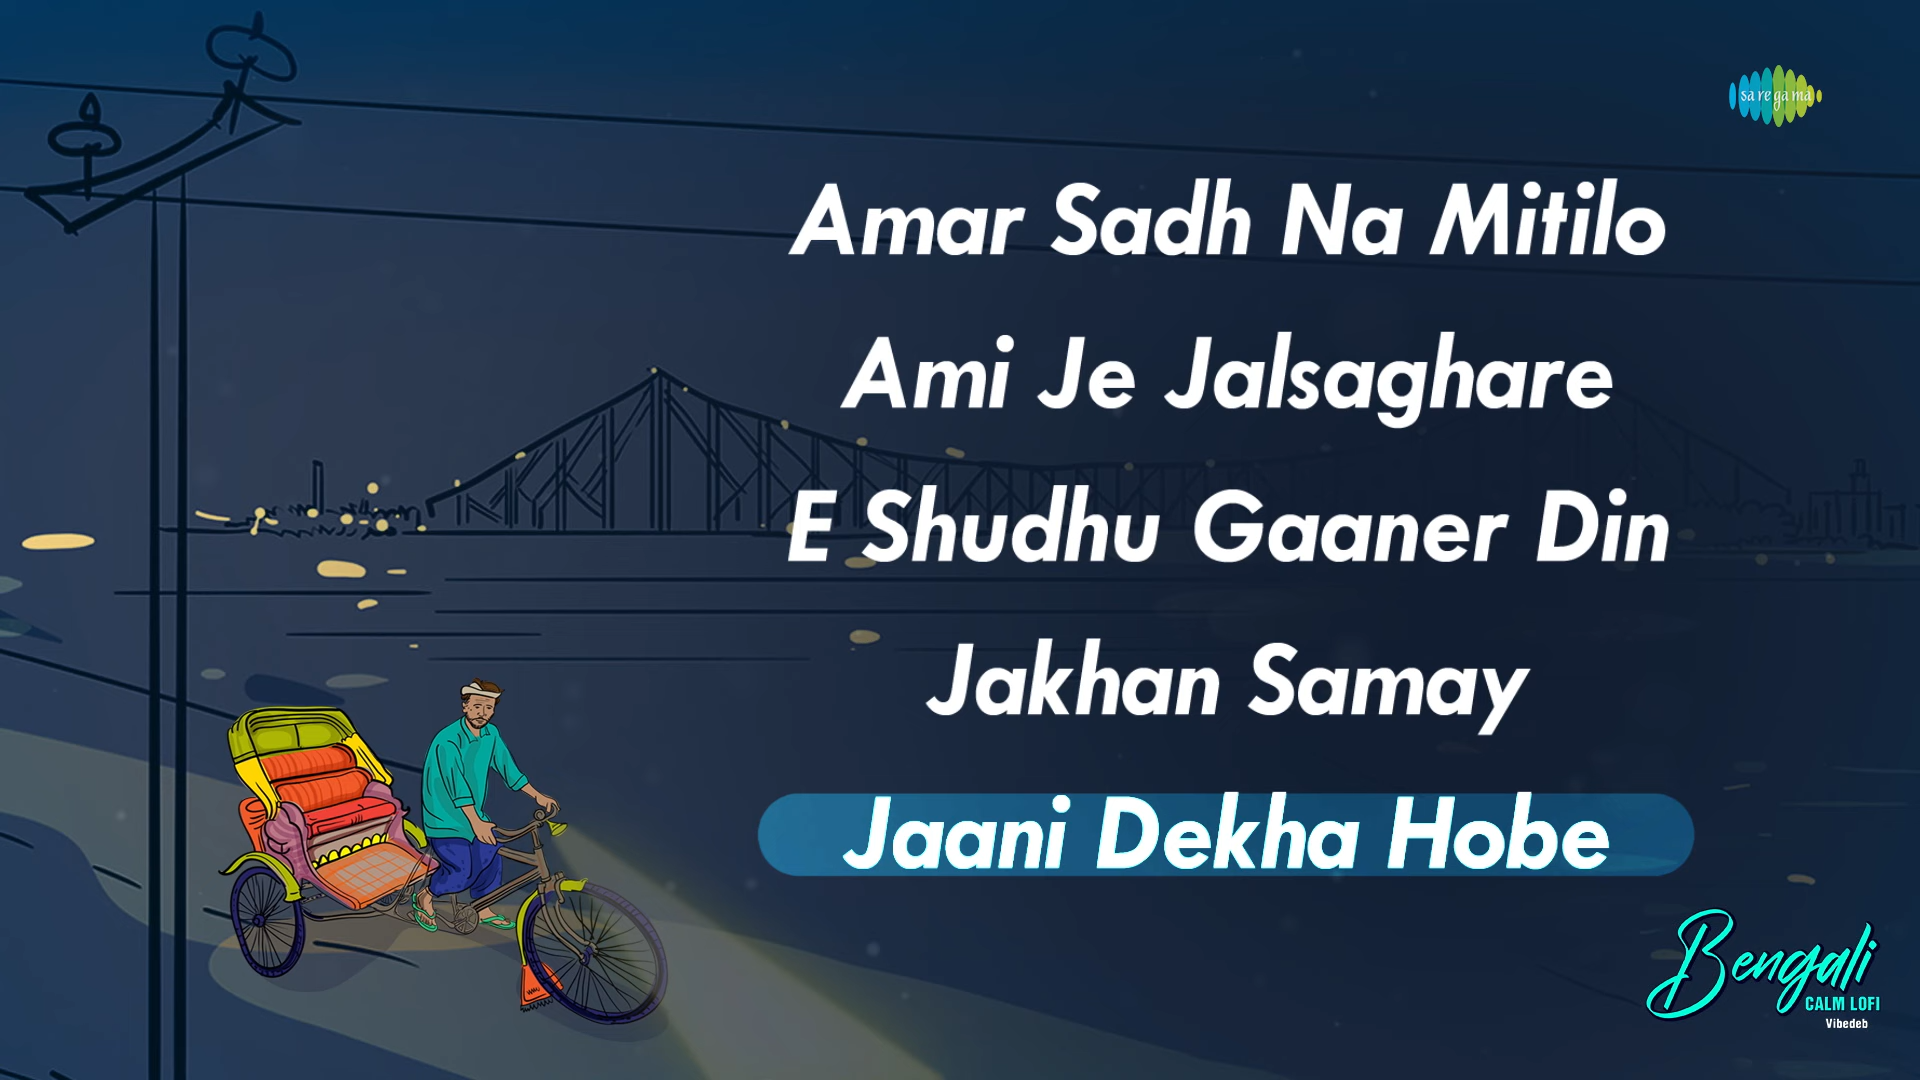 sa re ga ma
Amar Sadh Na Mitilo
Ami Je Jalsaghare
E Shudhu Gaaner Din
Jakhan Samay
Jaani Dekha Hobe
Bengali
CALM LOFI
Vibedeb